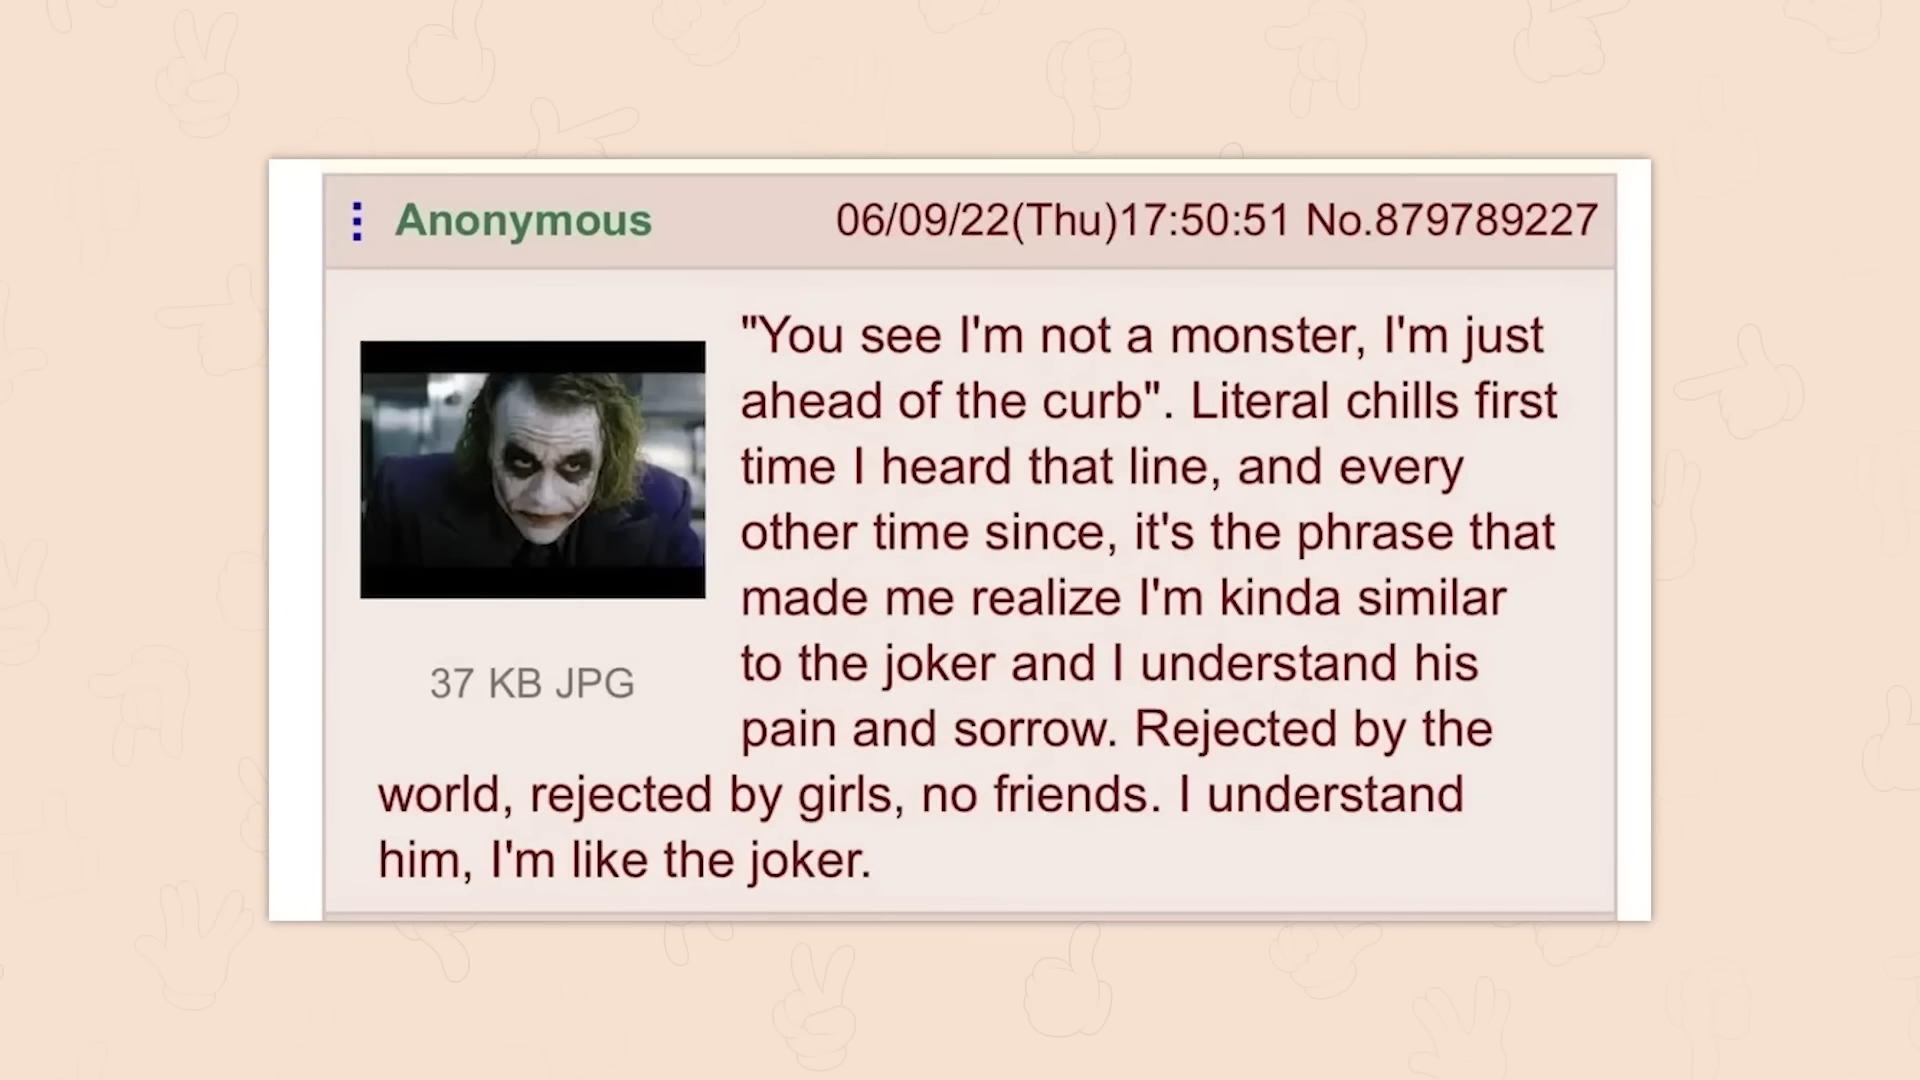 Anonymous 06/09/22(Thu)17:50:51 No.879789227
"You see I'm not a monster, I'm just
ahead of the curb". Literal chills first
time I heard that line, and every
other time since, it's the phrase that
made me realize I'm kinda similar
to the joker and I understand his
37 KB JPG
pain and sorrow. Rejected by the
world, rejected by girls, no friends. I understand
him, I'm like the joker.